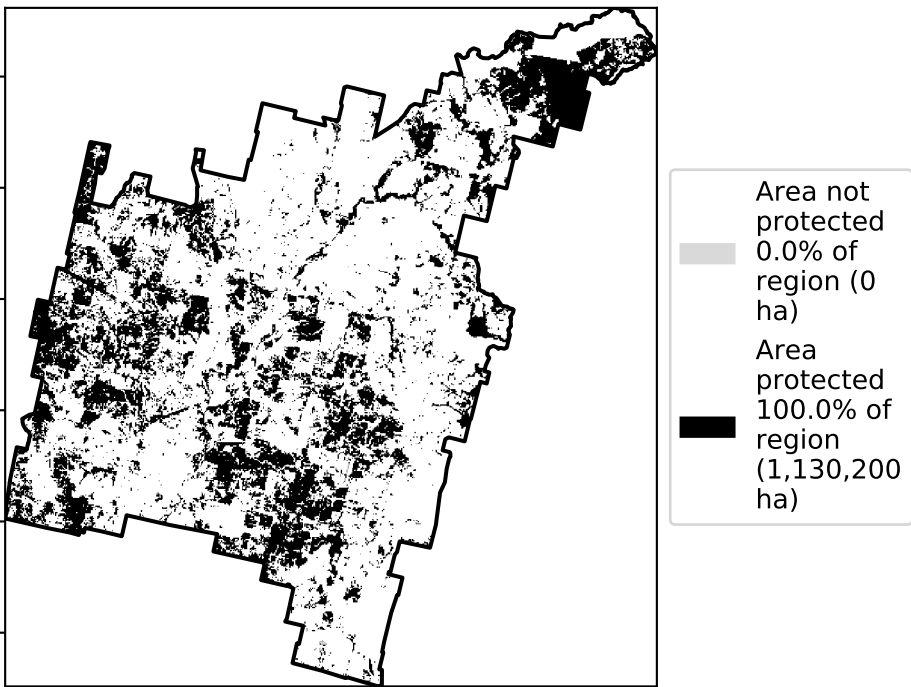 Area not
protected
0.0% of
region (0
ha)
Area
protected
100.0% of
region
(1,130,200
ha)